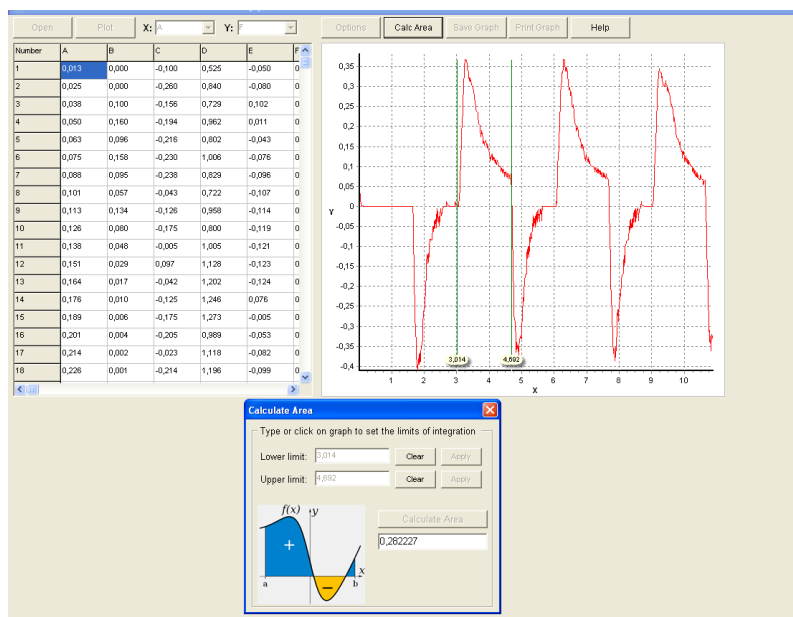 Open Plot X: A Y: F Options Calc Area Save Graph Print Graph Help
Number A B C D E F
1 0,013 0,000 -0,100 0,525 -0,050 0
2 0,025 0,000 -0,260 0,840 -0,080 0
3 0,038 0,100 -0,156 0,729 0,102 0
4 0,050 0,160 -0,194 0,962 0,011 0
5 0,063 0,096 -0,216 0,802 -0,043 0
6 0,075 0,158 -0,230 1,006 -0,076 0
7 0,088 0,095 -0,238 0,829 -0,096 0
8 0,101 0,057 -0,043 0,722 -0,107 0
9 0,113 0,134 -0,126 0,958 -0,114 0
10 0,126 0,080 -0,175 0,800 -0,119 0
11 0,138 0,048 -0,005 1,005 -0,121 0
12 0,151 0,029 0,097 1,128 -0,123 0
13 0,164 0,017 -0,042 1,202 -0,124 0
14 0,176 0,010 -0,125 1,246 0,076 0
15 0,189 0,006 -0,175 1,273 -0,005 0
16 0,201 0,004 -0,205 0,989 -0,053 0
17 0,214 0,002 -0,023 1,118 -0,082 0
18 0,226 0,001 -0,214 1,196 -0,099 0
0,35
0,3
0,25
0,2
0,15
0,1
0,05
0
Y
-0,05
-0,1
-0,15
-0,2
-0,25
-0,3
-0,35
-0,4
3,014 4,692
1 2 3 4 5 6 7 8 9 10
X
Calculate Area
Type or click on graph to set the limits of integration
Lower limit: 3,014 Clear Apply
Upper limit: 4,692 Clear Apply
f(x) y
+
−
a b x
Calculate Area
0,282227